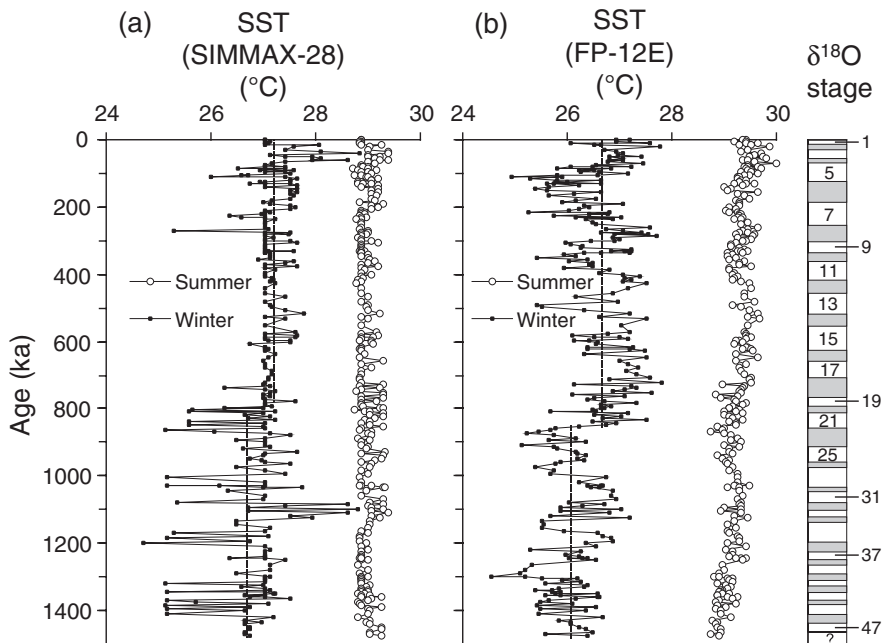 (a) SST (SIMMAX-28) (°C)
24 26 28 30
(b) SST (FP-12E) (°C)
24 26 28 30
δ¹⁸O stage
Age (ka)
0
200
400
600
800
1000
1200
1400
Summer
Winter
Summer
Winter
1
5
7
9
11
13
15
17
19
21
25
31
37
47
?